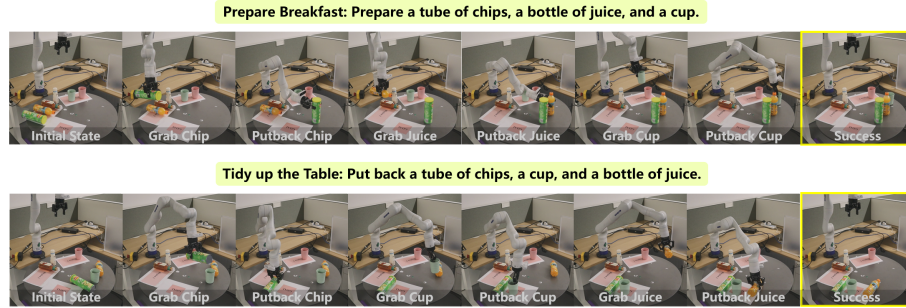 Prepare Breakfast: Prepare a tube of chips, a bottle of juice, and a cup.
Initial State
Grab Chip
Putback Chip
Grab Juice
Putback Juice
Grab Cup
Putback Cup
Success
Tidy up the Table: Put back a tube of chips, a cup, and a bottle of juice.
Initial State
Grab Chip
Putback Chip
Grab Cup
Putback Cup
Grab Juice
Putback Juice
Success